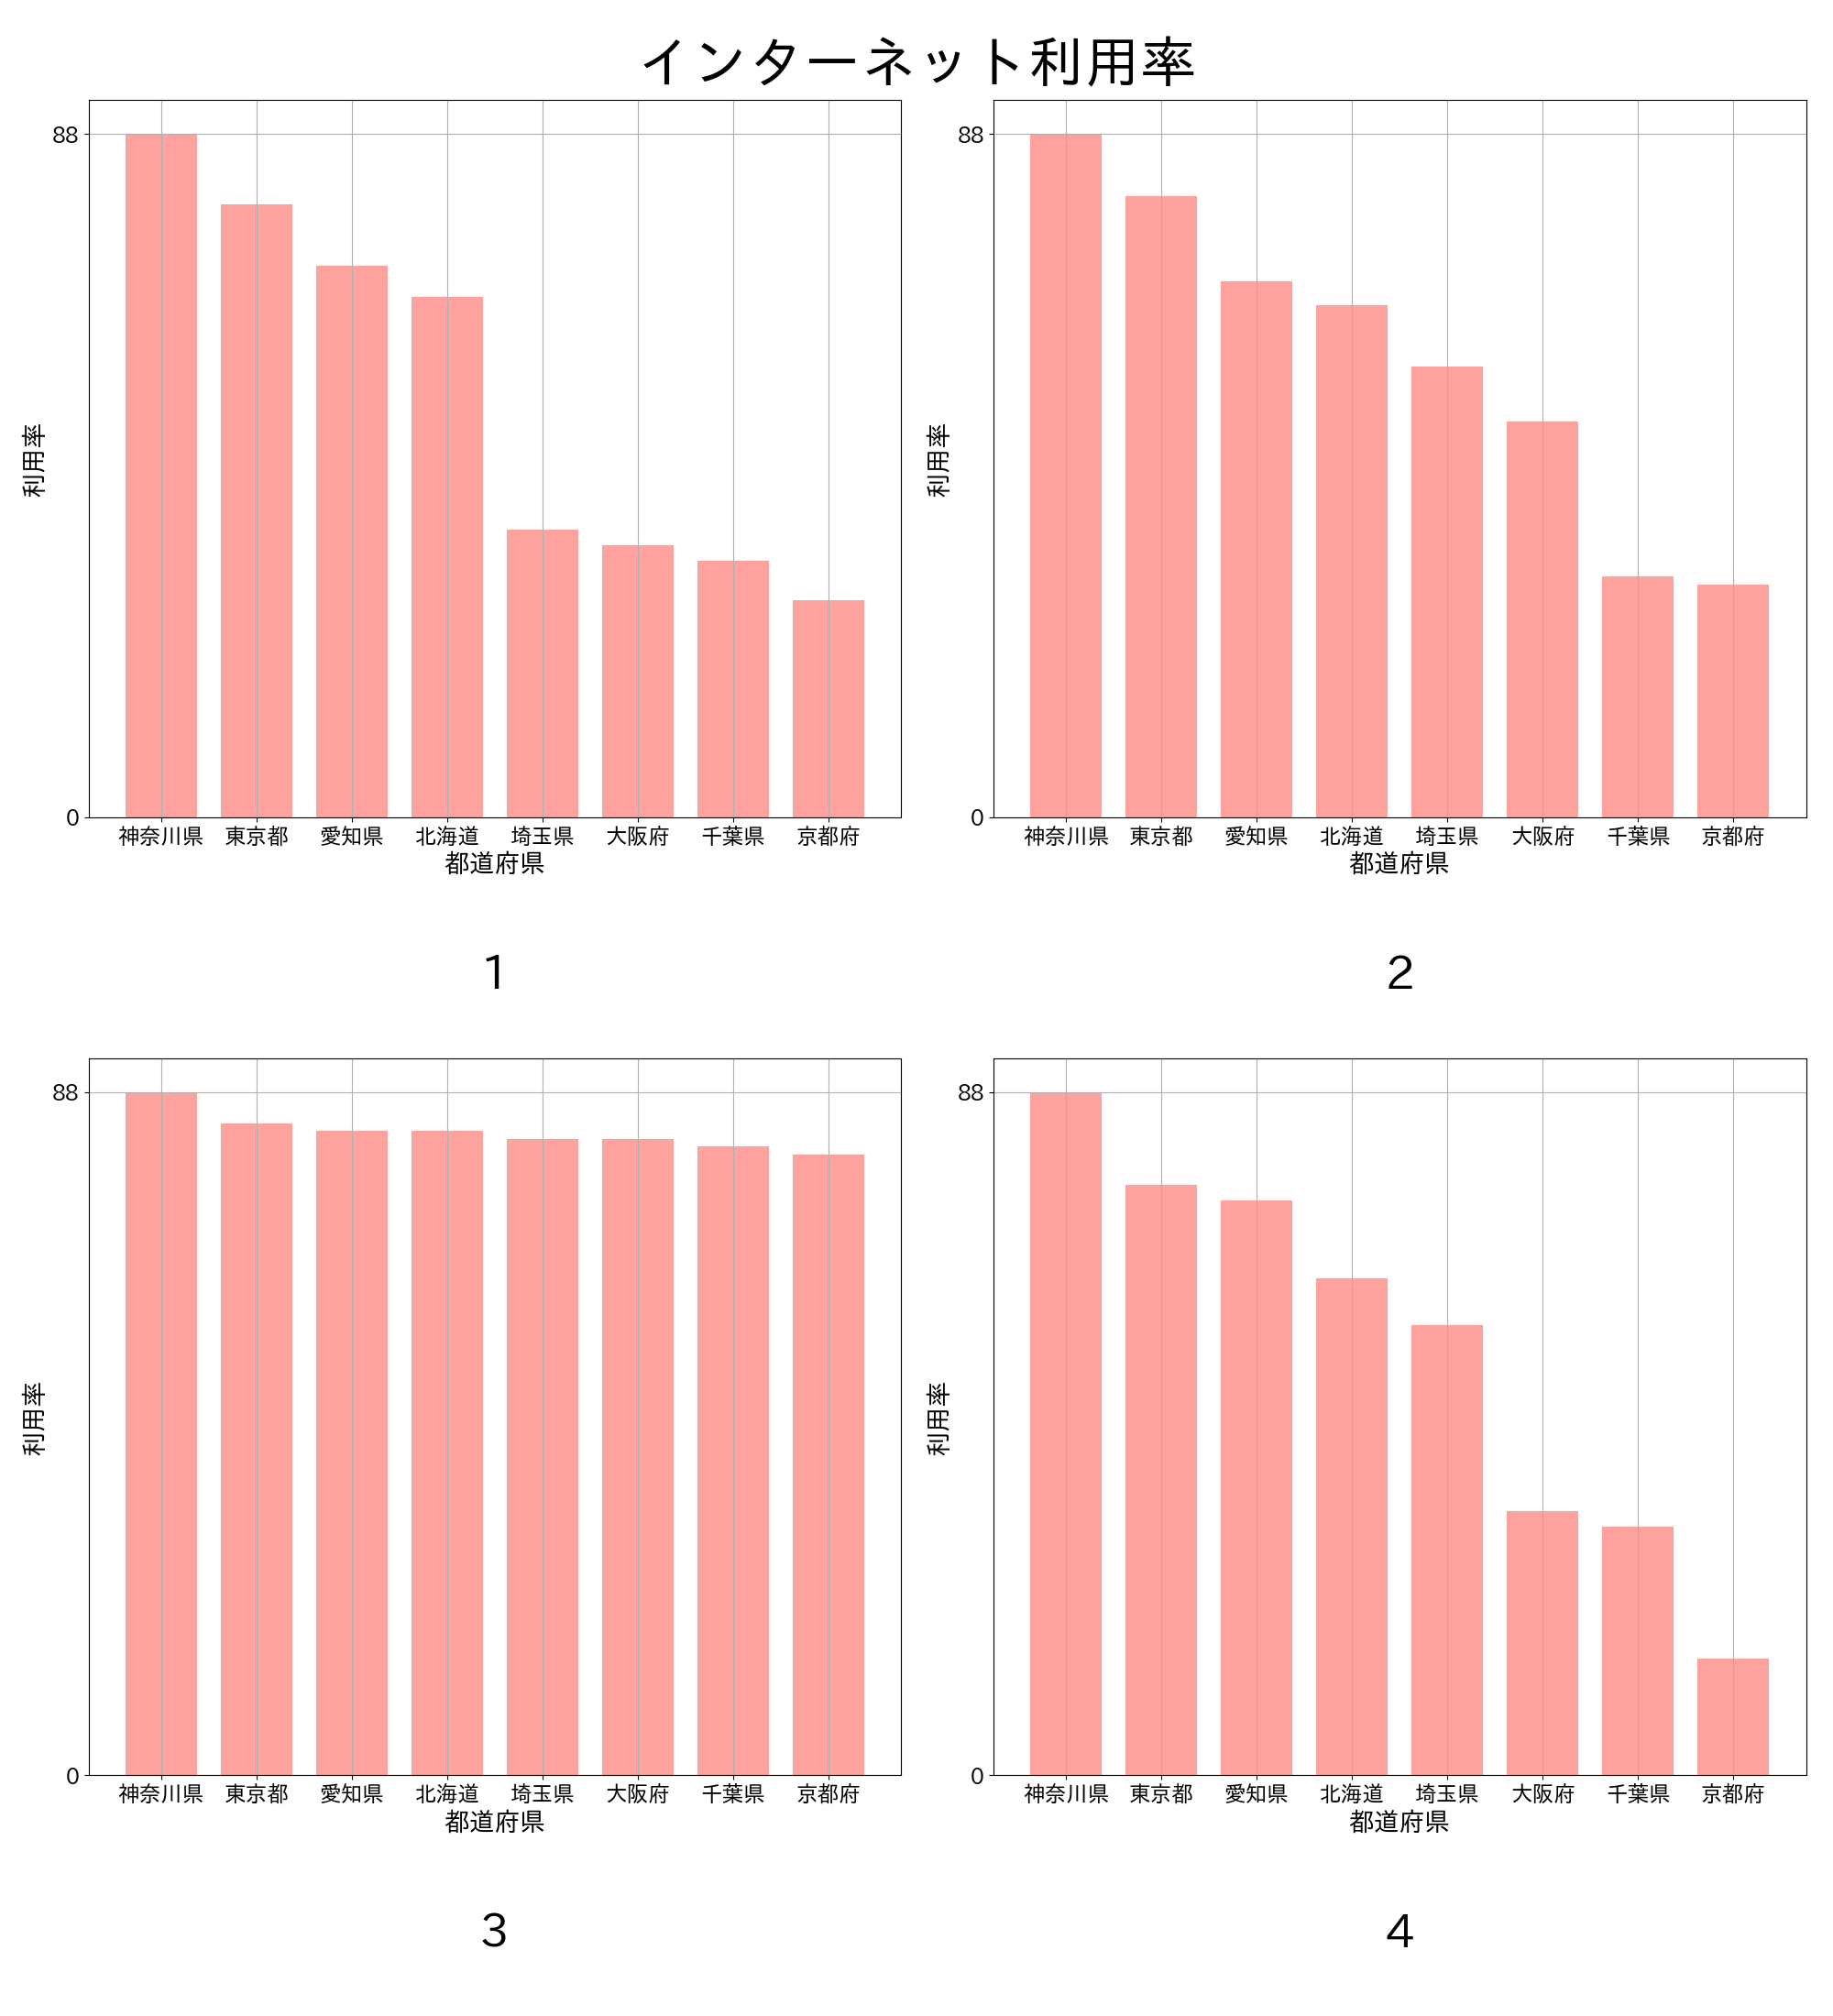 インターネット利用率
88
0
利用率
神奈川県 東京都 愛知県 北海道 埼玉県 大阪府 千葉県 京都府
都道府県
1
88
0
利用率
神奈川県 東京都 愛知県 北海道 埼玉県 大阪府 千葉県 京都府
都道府県
2
88
0
利用率
神奈川県 東京都 愛知県 北海道 埼玉県 大阪府 千葉県 京都府
都道府県
3
88
0
利用率
神奈川県 東京都 愛知県 北海道 埼玉県 大阪府 千葉県 京都府
都道府県
4